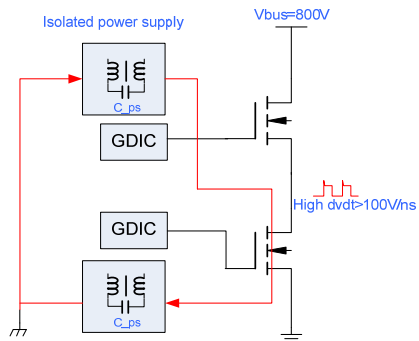 Isolated power supply
Vbus=800V
C_ps
GDIC
High dvdt>100V/ns
GDIC
C_ps